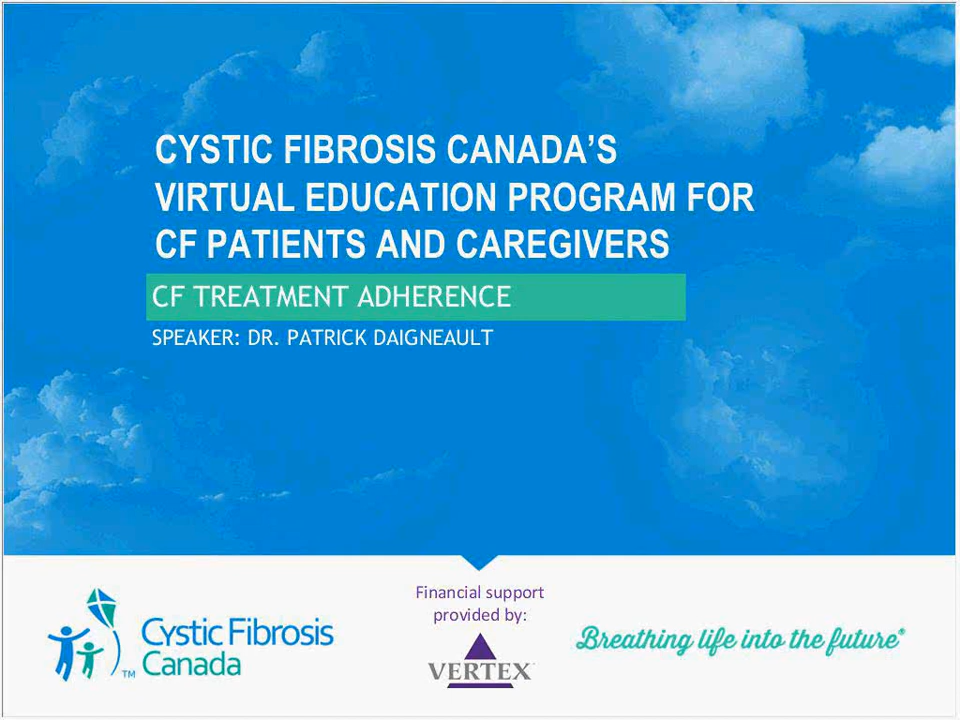 CYSTIC FIBROSIS CANADA’S
VIRTUAL EDUCATION PROGRAM FOR
CF PATIENTS AND CAREGIVERS
CF TREATMENT ADHERENCE
SPEAKER: DR. PATRICK DAIGNEAULT
Financial support
provided by:
Cystic Fibrosis
Canada
TM
VERTEX
Breathing life into the future*